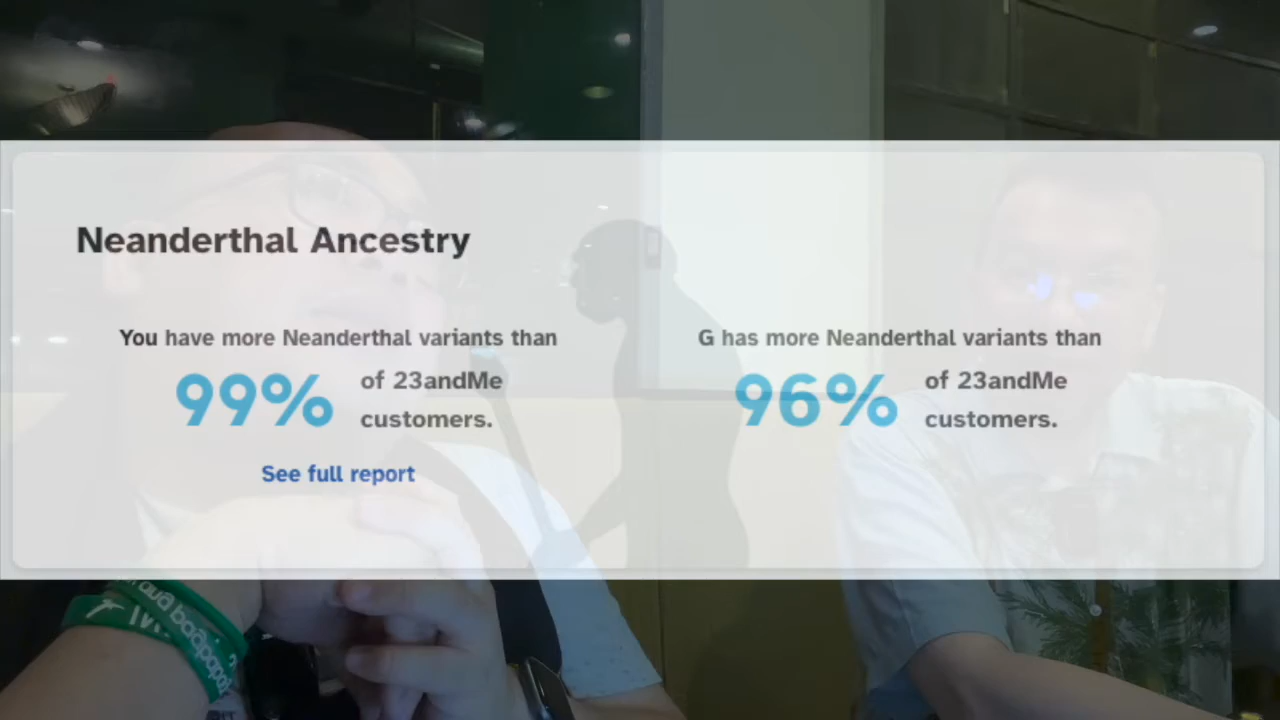 Neanderthal Ancestry
You have more Neanderthal variants than
99% of 23andMe
customers.
See full report
G has more Neanderthal variants than
96% of 23andMe
customers.